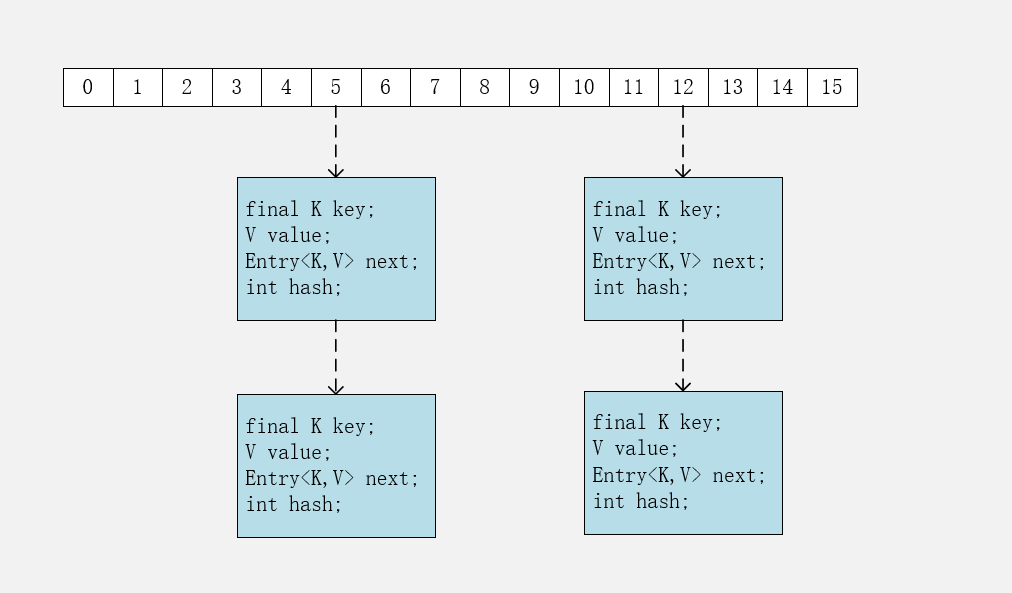 0 1 2 3 4 5 6 7 8 9 10 11 12 13 14 15
final K key;
V value;
Entry<K,V> next;
int hash;
final K key;
V value;
Entry<K,V> next;
int hash;
final K key;
V value;
Entry<K,V> next;
int hash;
final K key;
V value;
Entry<K,V> next;
int hash;